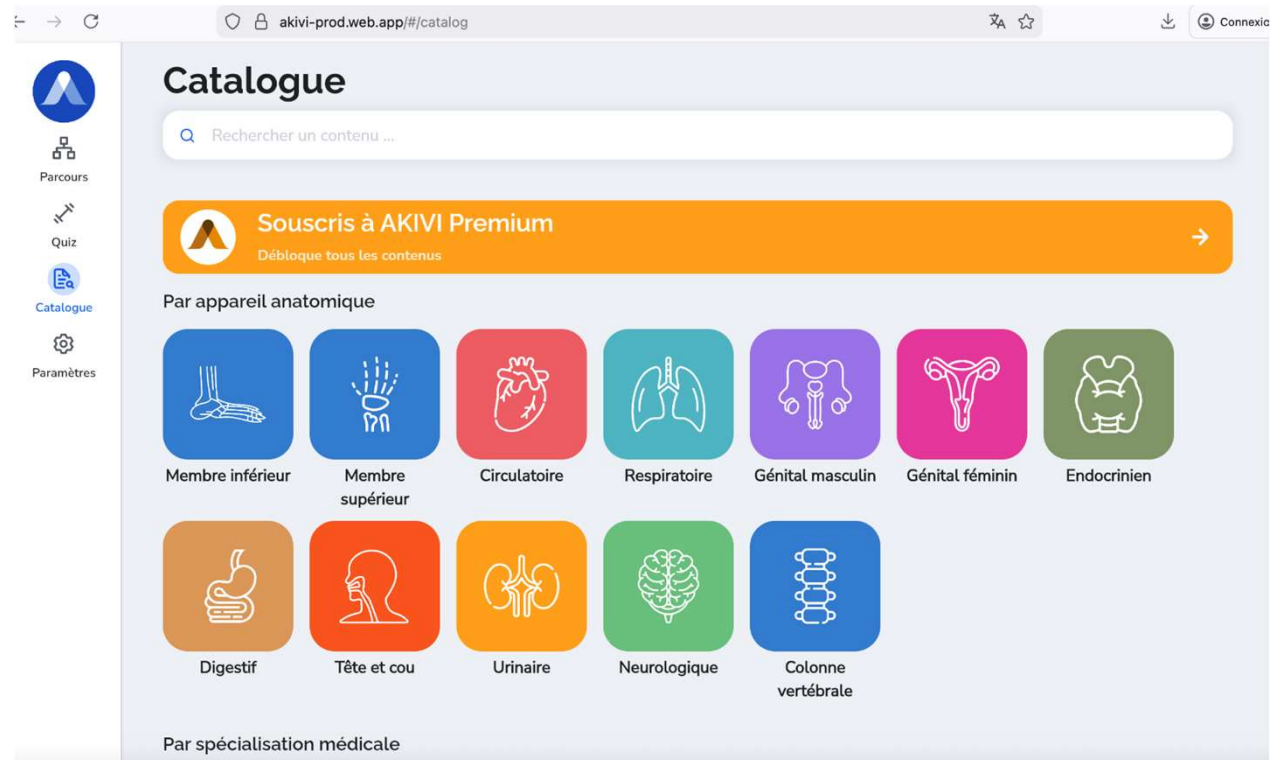 akivi-prod.web.app/#/catalog
Connexio
Catalogue
Rechercher un contenu ...
Parcours
Quiz
Catalogue
Paramètres
Souscris à AKIVI Premium
Débloque tous les contenus
Par appareil anatomique
Membre inférieur
Membre supérieur
Circulatoire
Respiratoire
Génital masculin
Génital féminin
Endocrinien
Digestif
Tête et cou
Urinaire
Neurologique
Colonne vertébrale
Par spécialisation médicale